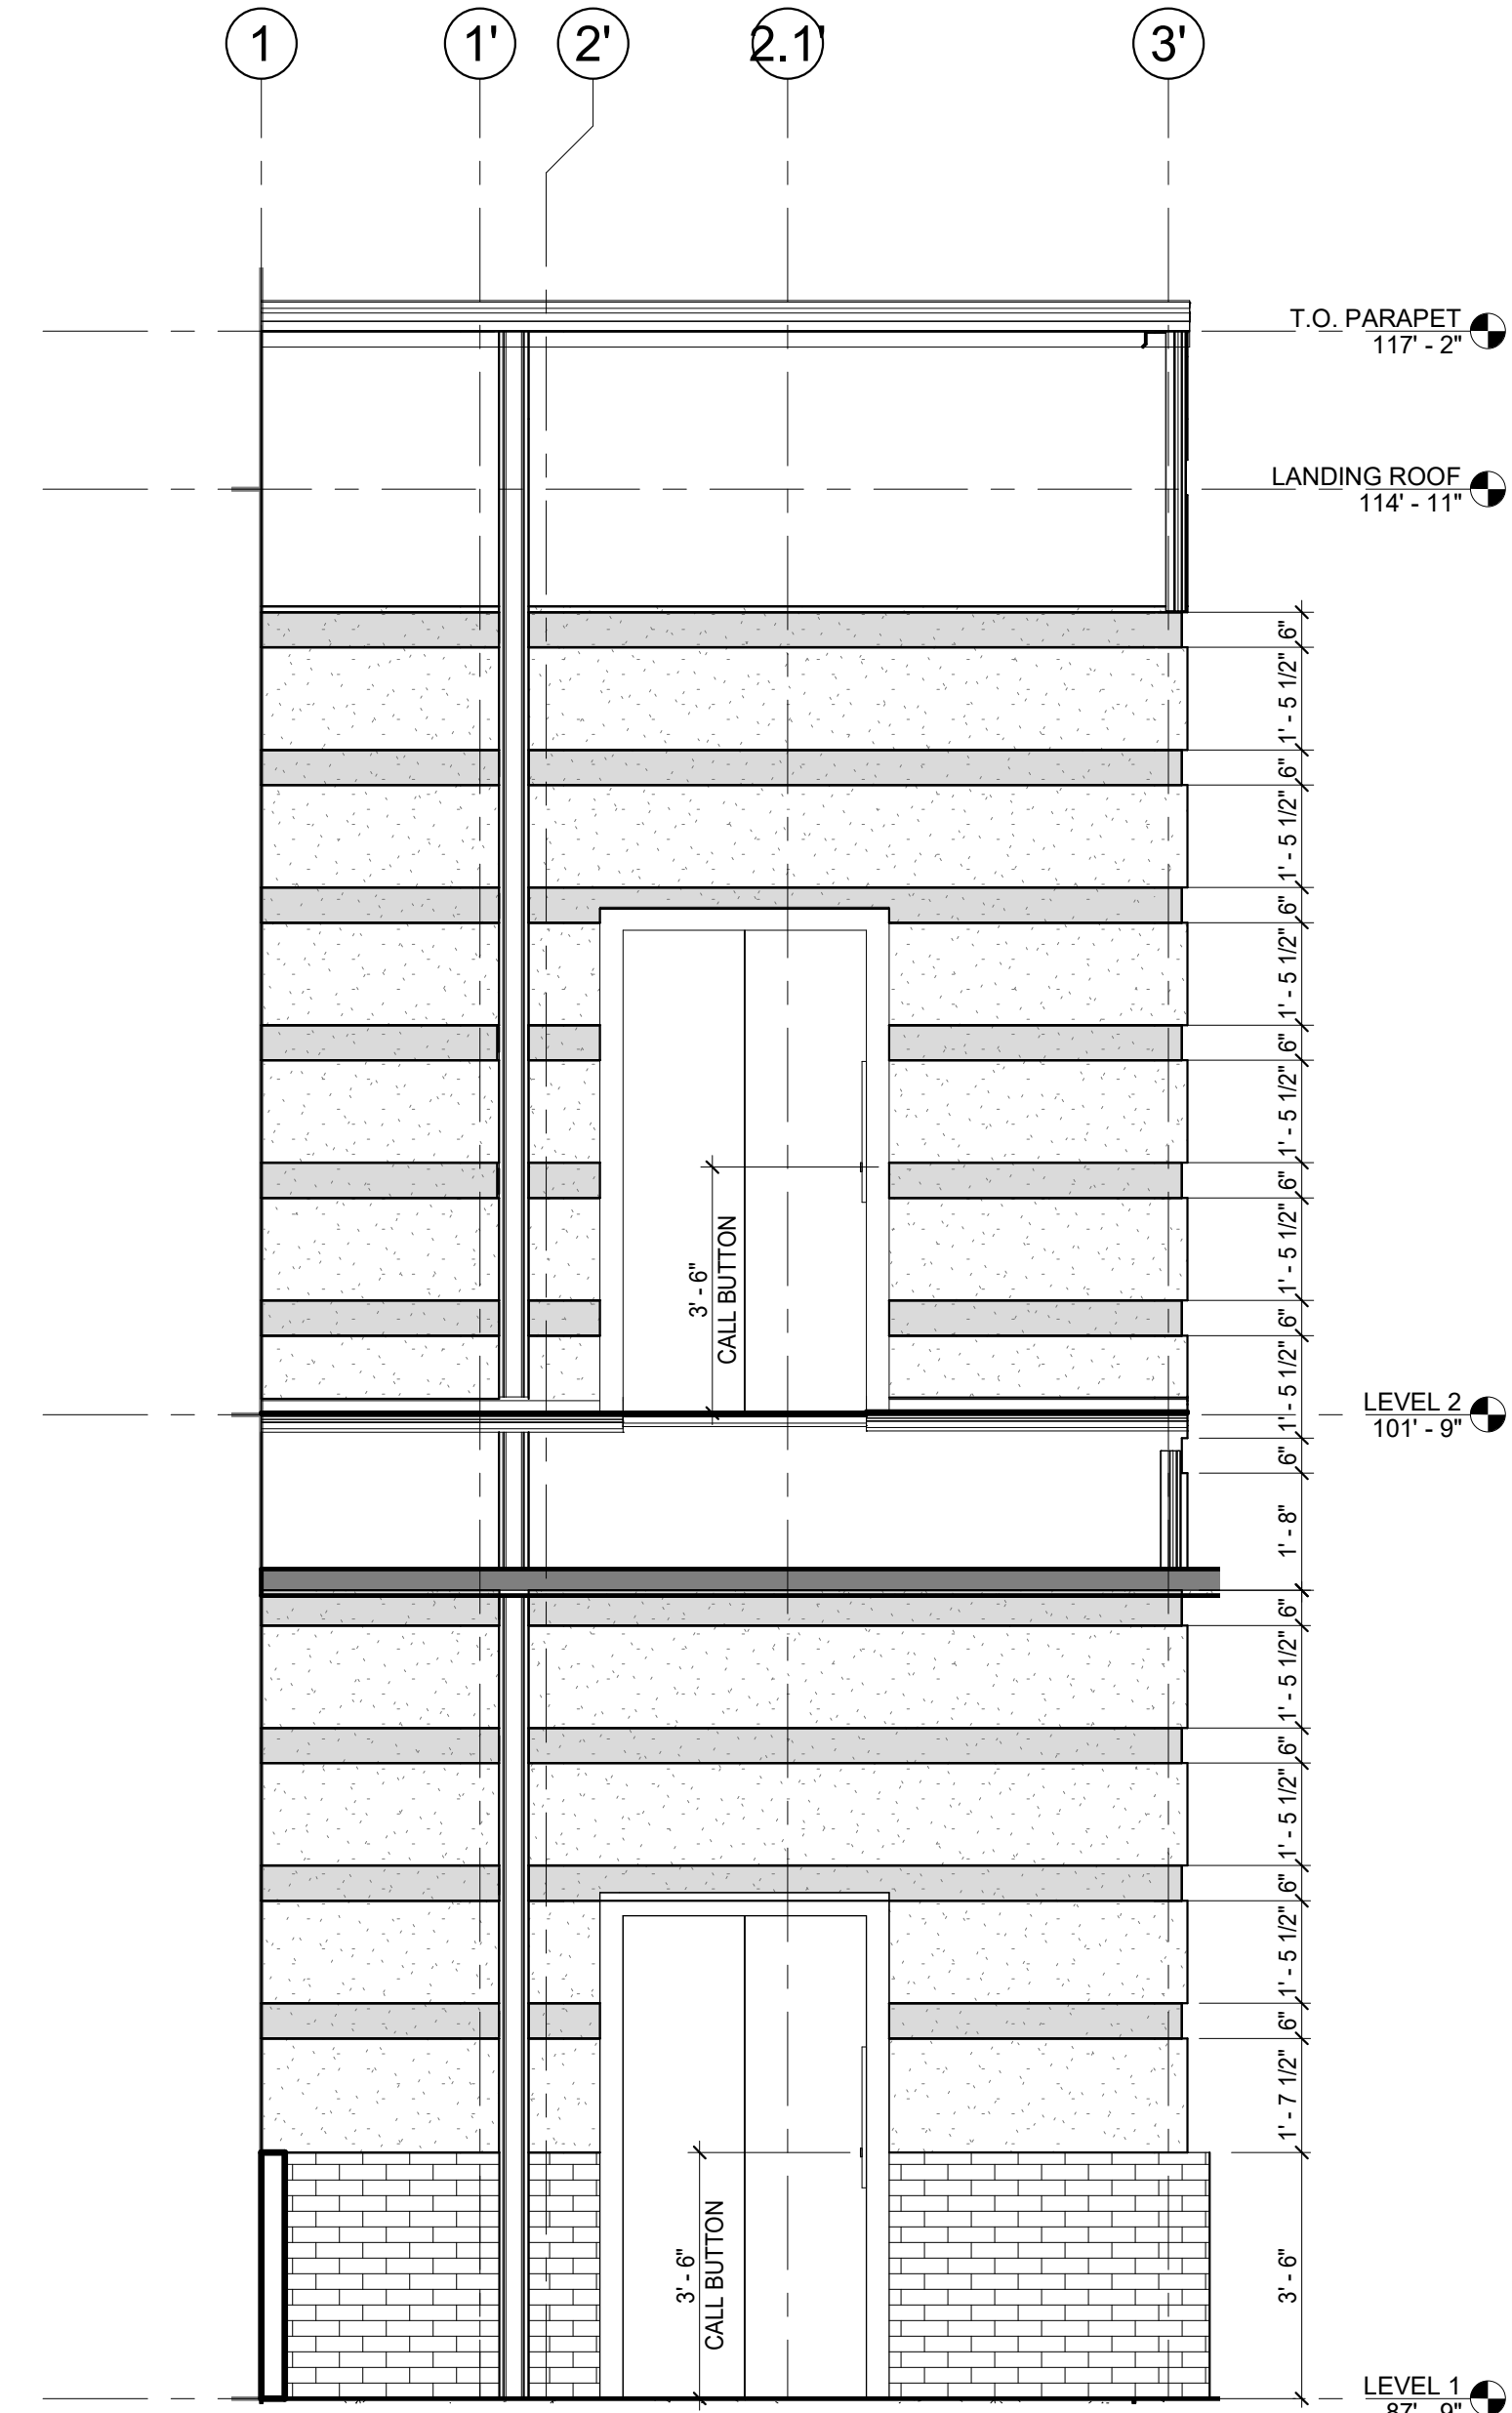 1
1'
2'
2.1'
3'
T.O. PARAPET
117' - 2"
LANDING ROOF
114' - 11"
6"
1' - 5 1/2"
6"
1' - 5 1/2"
6"
1' - 5 1/2"
6"
1' - 5 1/2"
6"
1' - 5 1/2"
6"
1' - 5 1/2"
3' - 6"
CALL BUTTON
LEVEL 2
101' - 9"
6"
1' - 8"
6"
1' - 5 1/2"
6"
1' - 5 1/2"
6"
1' - 5 1/2"
6"
1' - 7 1/2"
3' - 6"
3' - 6"
CALL BUTTON
LEVEL 1
87' - 9"